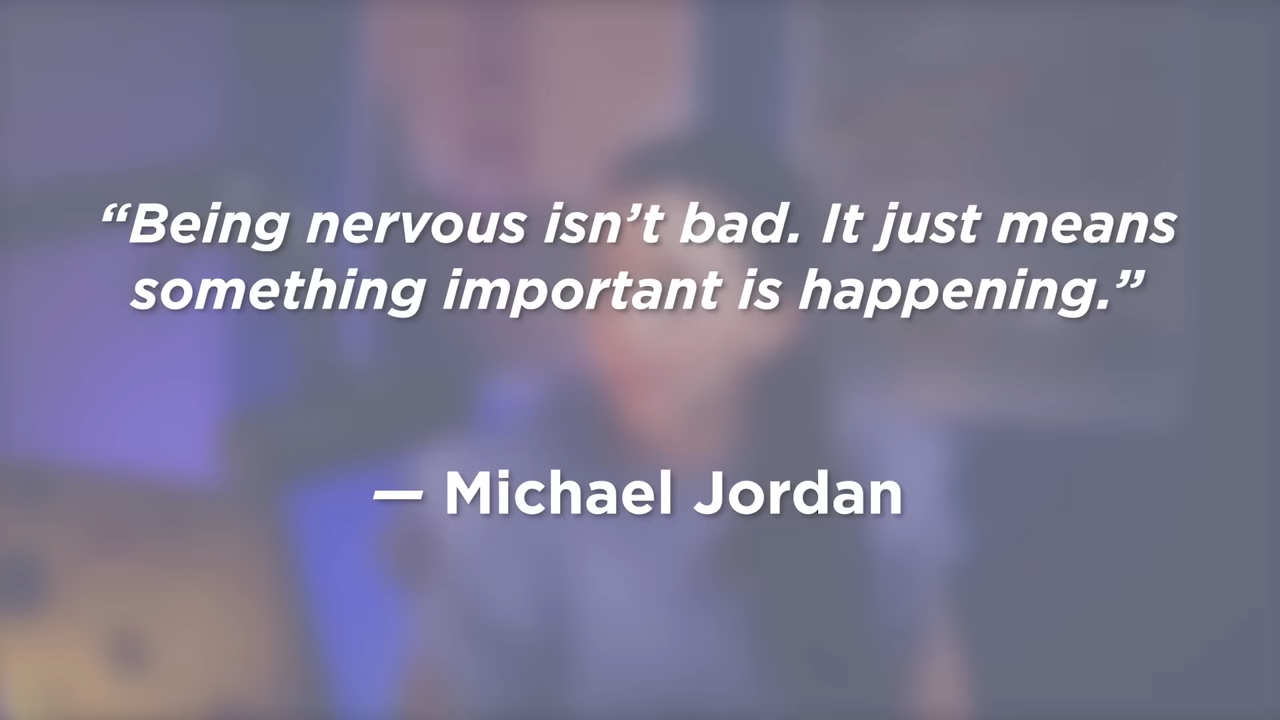 “Being nervous isn’t bad. It just means
something important is happening.”
— Michael Jordan